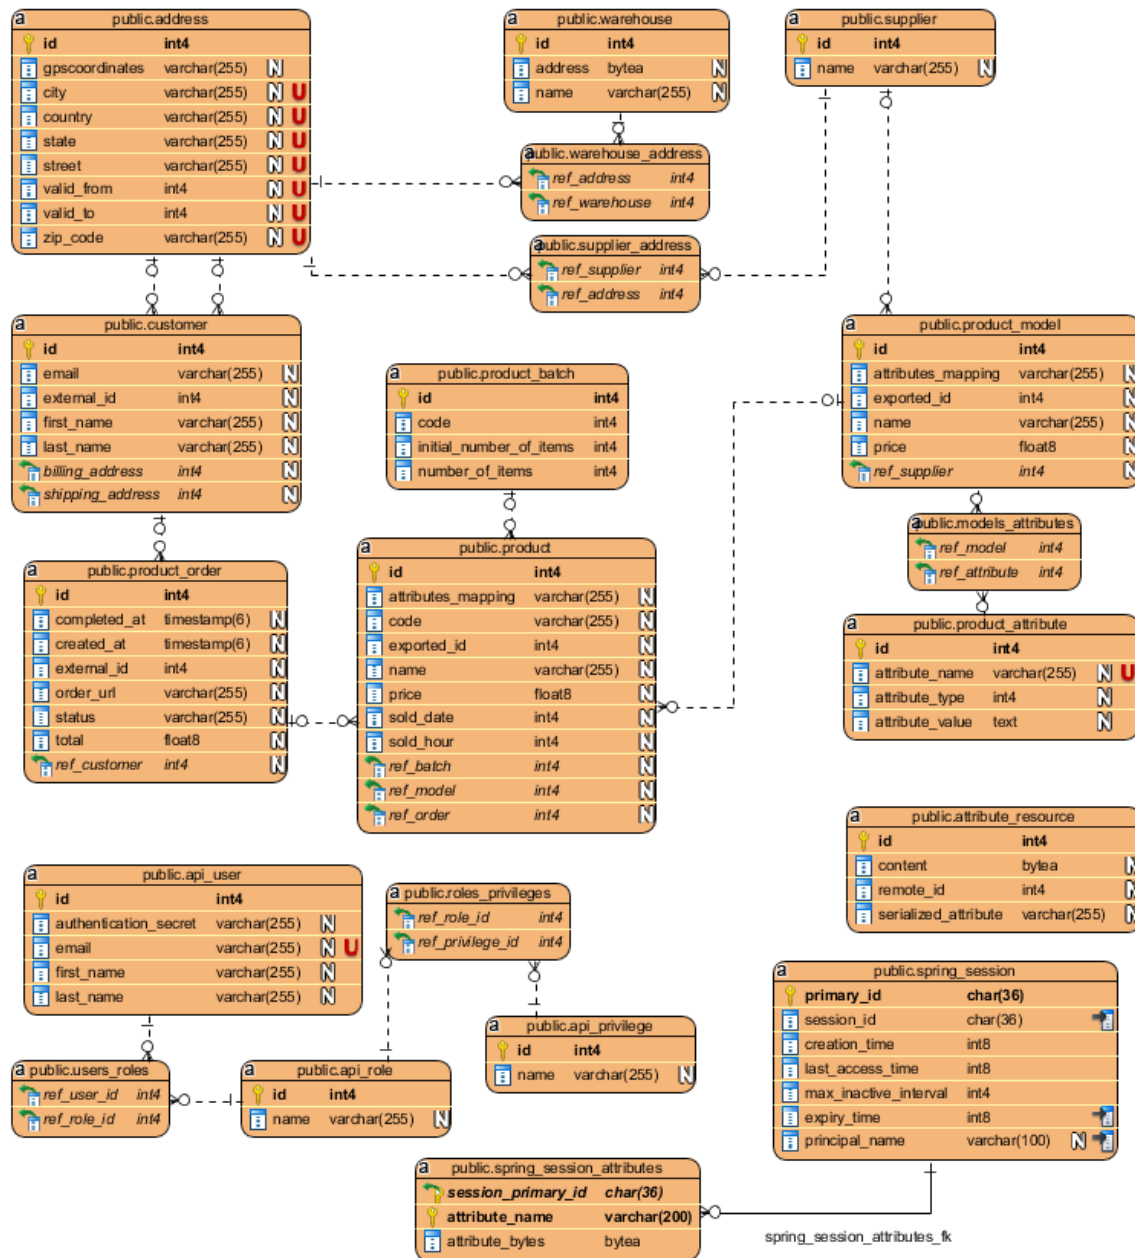 a public.address
id int4
gpscoordinates varchar(255) N
city varchar(255) N U
country varchar(255) N U
state varchar(255) N U
street varchar(255) N U
valid_from int4 N U
valid_to int4 N U
zip_code varchar(255) N U
a public.warehouse
id int4
address bytea N
name varchar(255) N
a public.supplier
id int4
name varchar(255) N
a public.warehouse_address
ref_address int4
ref_warehouse int4
a public.supplier_address
ref_supplier int4
ref_address int4
a public.customer
id int4
email varchar(255) N
external_id int4 N
first_name varchar(255) N
last_name varchar(255) N
billing_address int4 N
shipping_address int4 N
a public.product_batch
id int4
code int4
initial_number_of_items int4
number_of_items int4
a public.product_model
id int4
attributes_mapping varchar(255) N
exported_id int4 N
name varchar(255) N
price float8 N
ref_supplier int4 N
a public.models_attributes
ref_model int4
ref_attribute int4
a public.product_order
id int4
completed_at timestamp(6) N
created_at timestamp(6) N
external_id int4 N
order_url varchar(255) N
status varchar(255) N
total float8 N
ref_customer int4 N
a public.product
id int4
attributes_mapping varchar(255) N
code varchar(255) N
exported_id int4 N
name varchar(255) N
price float8 N
sold_date int4 N
sold_hour int4 N
ref_batch int4 N
ref_model int4 N
ref_order int4 N
a public.product_attribute
id int4
attribute_name varchar(255) N U
attribute_type int4 N
attribute_value text N
a public.attribute_resource
id int4
content bytea N
remote_id int4 N
serialized_attribute varchar(255) N
a public.api_user
id int4
authentication_secret varchar(255) N
email varchar(255) N U
first_name varchar(255) N
last_name varchar(255) N
a public.roles_privileges
ref_role_id int4
ref_privilege_id int4
a public.spring_session
primary_id char(36)
session_id char(36)
creation_time int8
last_access_time int8
max_inactive_interval int4
expiry_time int8
principal_name varchar(100) N
a public.api_privilege
id int4
name varchar(255) N
a public.users_roles
ref_user_id int4
ref_role_id int4
a public.api_role
id int4
name varchar(255) N
a public.spring_session_attributes
session_primary_id char(36)
attribute_name varchar(200)
attribute_bytes bytea
spring_session_attributes_fk